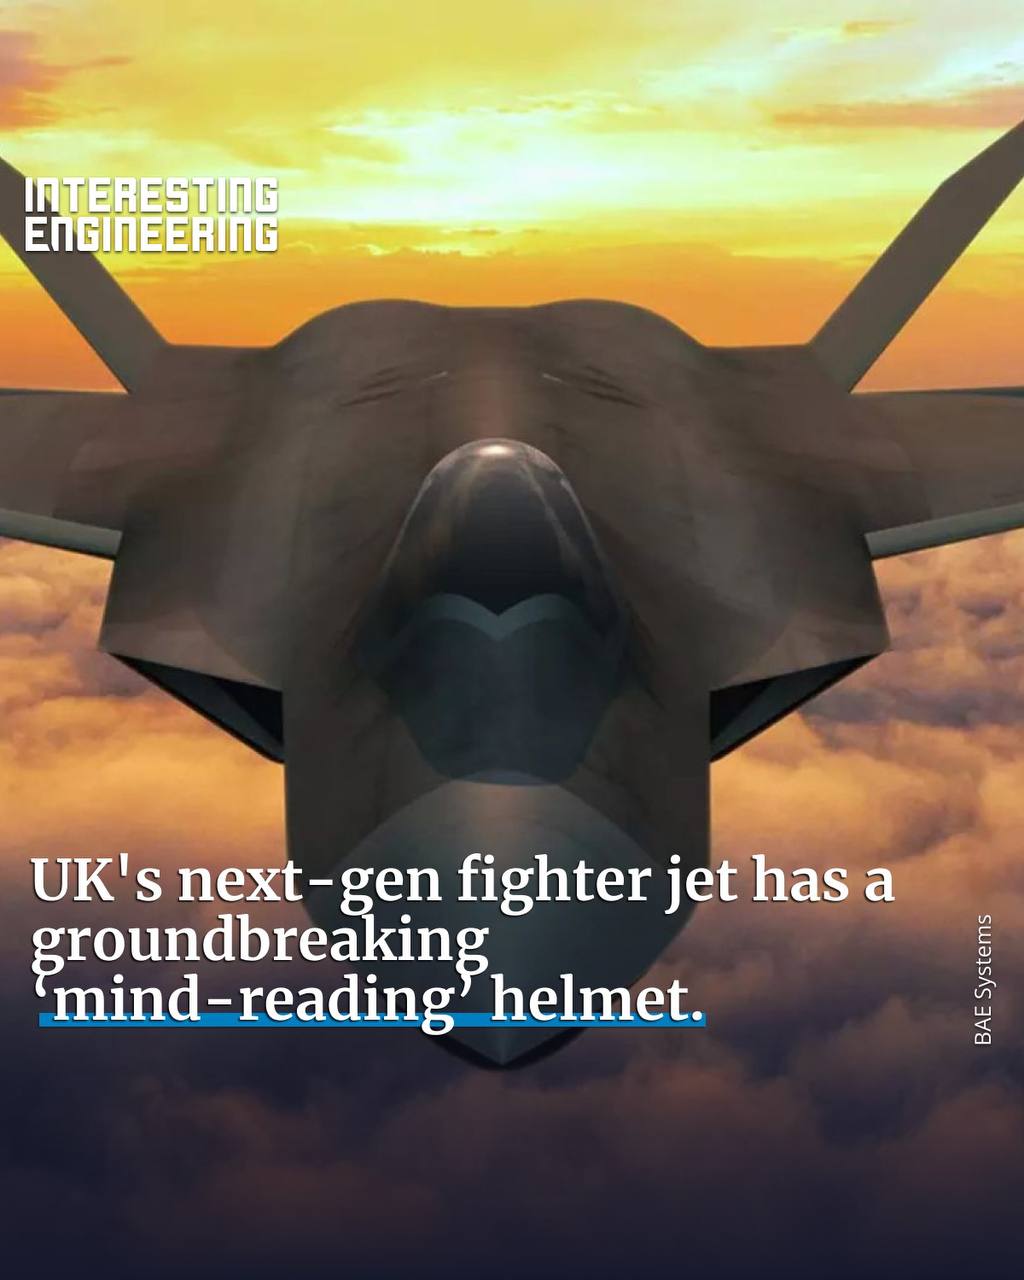 INTERESTING
ENGINEERING
UK's next-gen fighter jet has a
groundbreaking
‘mind-reading’ helmet.
BAE Systems